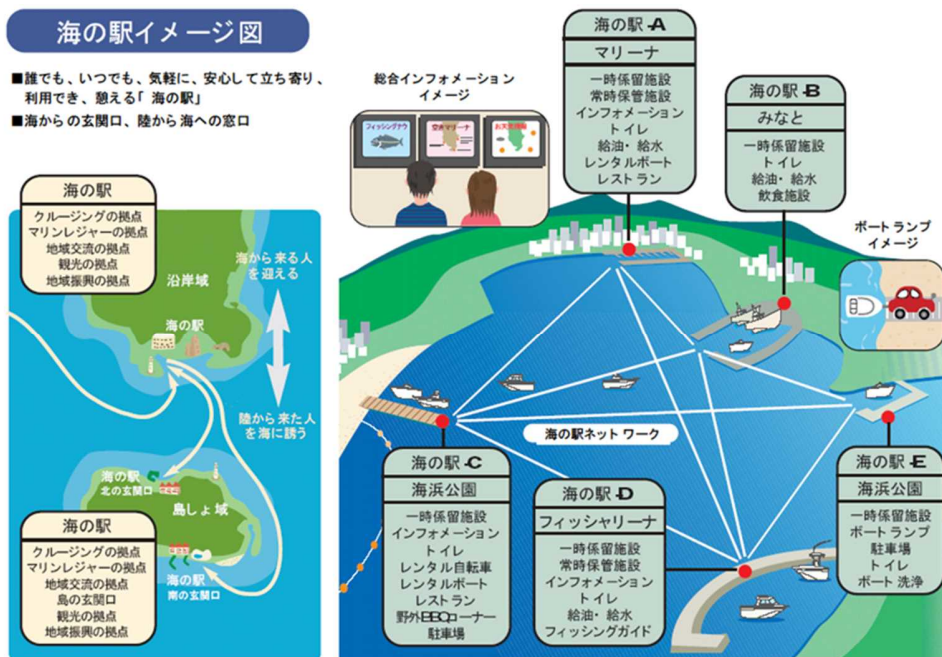 海の駅イメージ図
■誰でも、いつでも、気軽に、安心して立ち寄り、
利用でき、憩える「 海の駅」
■海からの玄関口、陸から海への窓口
海の駅
クルージングの拠点
マリンレジャーの拠点
地域交流の拠点
観光の拠点
地域振興の拠点
沿岸域
海の駅
海から来る人
を迎える
陸から来た人
を海に誘う
海の駅
北の玄関口
島しょ域
海の駅
南の玄関口
海の駅
クルージングの拠点
マリンレジャーの拠点
地域交流の拠点
島の玄関口
観光の拠点
地域振興の拠点
総合インフォメーション
イメージ
フィッシングナウ
空きマリーナ
お天気情報
海の駅-A
マリーナ
一時係留施設
常時保管施設
インフォメーション
トイレ
給油・給水
レンタルボート
レストラン
海の駅-B
みなと
一時係留施設
トイレ
給油・給水
飲食施設
ボートランプ
イメージ
海の駅ネットワーク
海の駅-C
海浜公園
一時係留施設
インフォメーション
トイレ
レンタル自転車
レンタルボート
レストラン
野外BBQコーナー
駐車場
海の駅-D
フィッシャリーナ
一時係留施設
常時保管施設
インフォメーション
トイレ
給油・給水
フィッシングガイド
海の駅-E
海浜公園
一時係留施設
ボートランプ
駐車場
トイレ
ボート洗浄